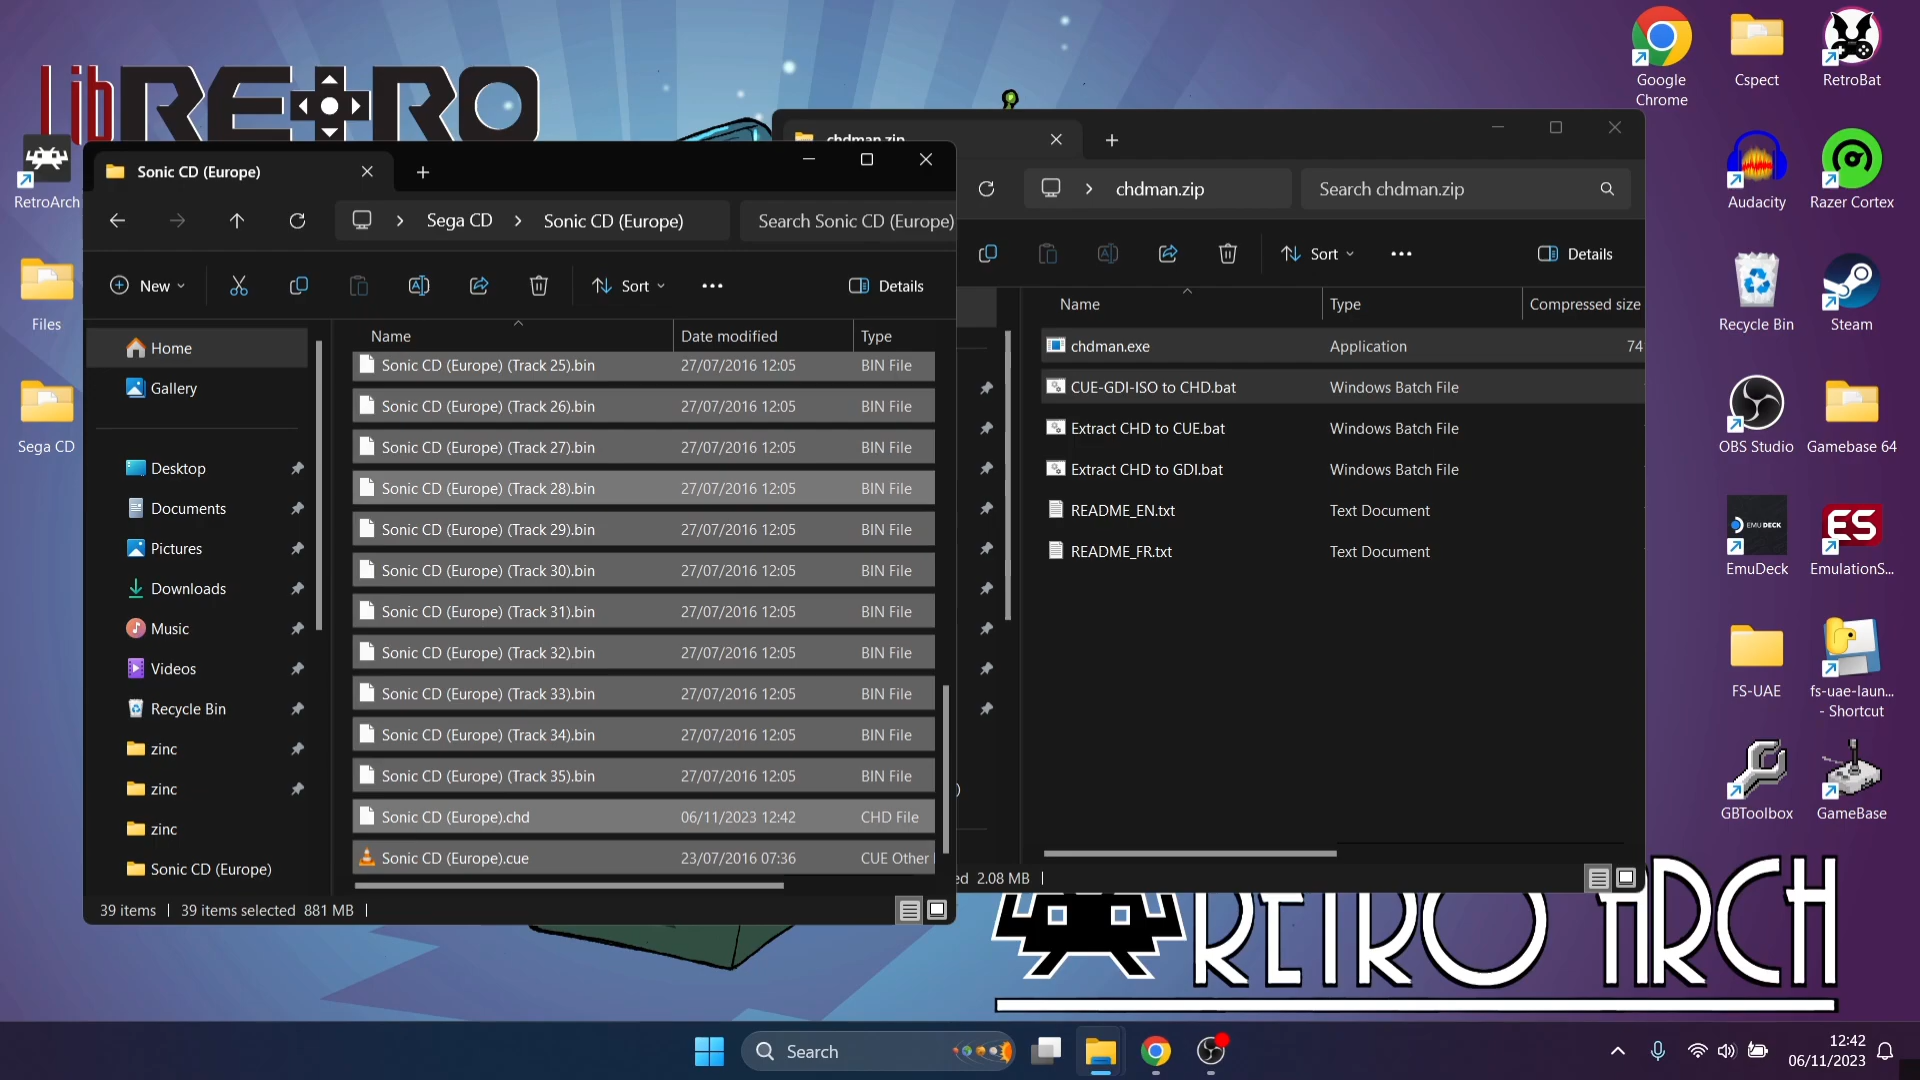 libRETRO
RetroArch
Files
Sega CD
Sonic CD (Europe)
Sega CD
Sonic CD (Europe)
Search Sonic CD (Europe)
New
Sort
Details
Home
Gallery
Desktop
Documents
Pictures
Downloads
Music
Videos
Recycle Bin
zinc
zinc
zinc
Sonic CD (Europe)
Name
Date modified
Type
Sonic CD (Europe) (Track 25).bin 27/07/2016 12:05 BIN File
Sonic CD (Europe) (Track 26).bin 27/07/2016 12:05 BIN File
Sonic CD (Europe) (Track 27).bin 27/07/2016 12:05 BIN File
Sonic CD (Europe) (Track 28).bin 27/07/2016 12:05 BIN File
Sonic CD (Europe) (Track 29).bin 27/07/2016 12:05 BIN File
Sonic CD (Europe) (Track 30).bin 27/07/2016 12:05 BIN File
Sonic CD (Europe) (Track 31).bin 27/07/2016 12:05 BIN File
Sonic CD (Europe) (Track 32).bin 27/07/2016 12:05 BIN File
Sonic CD (Europe) (Track 33).bin 27/07/2016 12:05 BIN File
Sonic CD (Europe) (Track 34).bin 27/07/2016 12:05 BIN File
Sonic CD (Europe) (Track 35).bin 27/07/2016 12:05 BIN File
Sonic CD (Europe).chd 06/11/2023 12:42 CHD File
Sonic CD (Europe).cue 23/07/2016 07:36 CUE Other
39 items
39 items selected 881 MB
chdman.zip
chdman.zip
Search chdman.zip
Sort
Details
Name
Type
Compressed size
chdman.exe Application 74
CUE-GDI-ISO to CHD.bat Windows Batch File
Extract CHD to CUE.bat Windows Batch File
Extract CHD to GDI.bat Windows Batch File
README_EN.txt Text Document
README_FR.txt Text Document
)
ed 2.08 MB
Google Chrome
Cspect
RetroBat
Audacity
Razer Cortex
Recycle Bin
Steam
OBS Studio
Gamebase 64
EMU DECK
ES
EmuDeck
EmulationS...
FS-UAE
fs-uae-laun... - Shortcut
GBToolbox
GameBase
RETRO ARCH
Search
12:42
06/11/2023